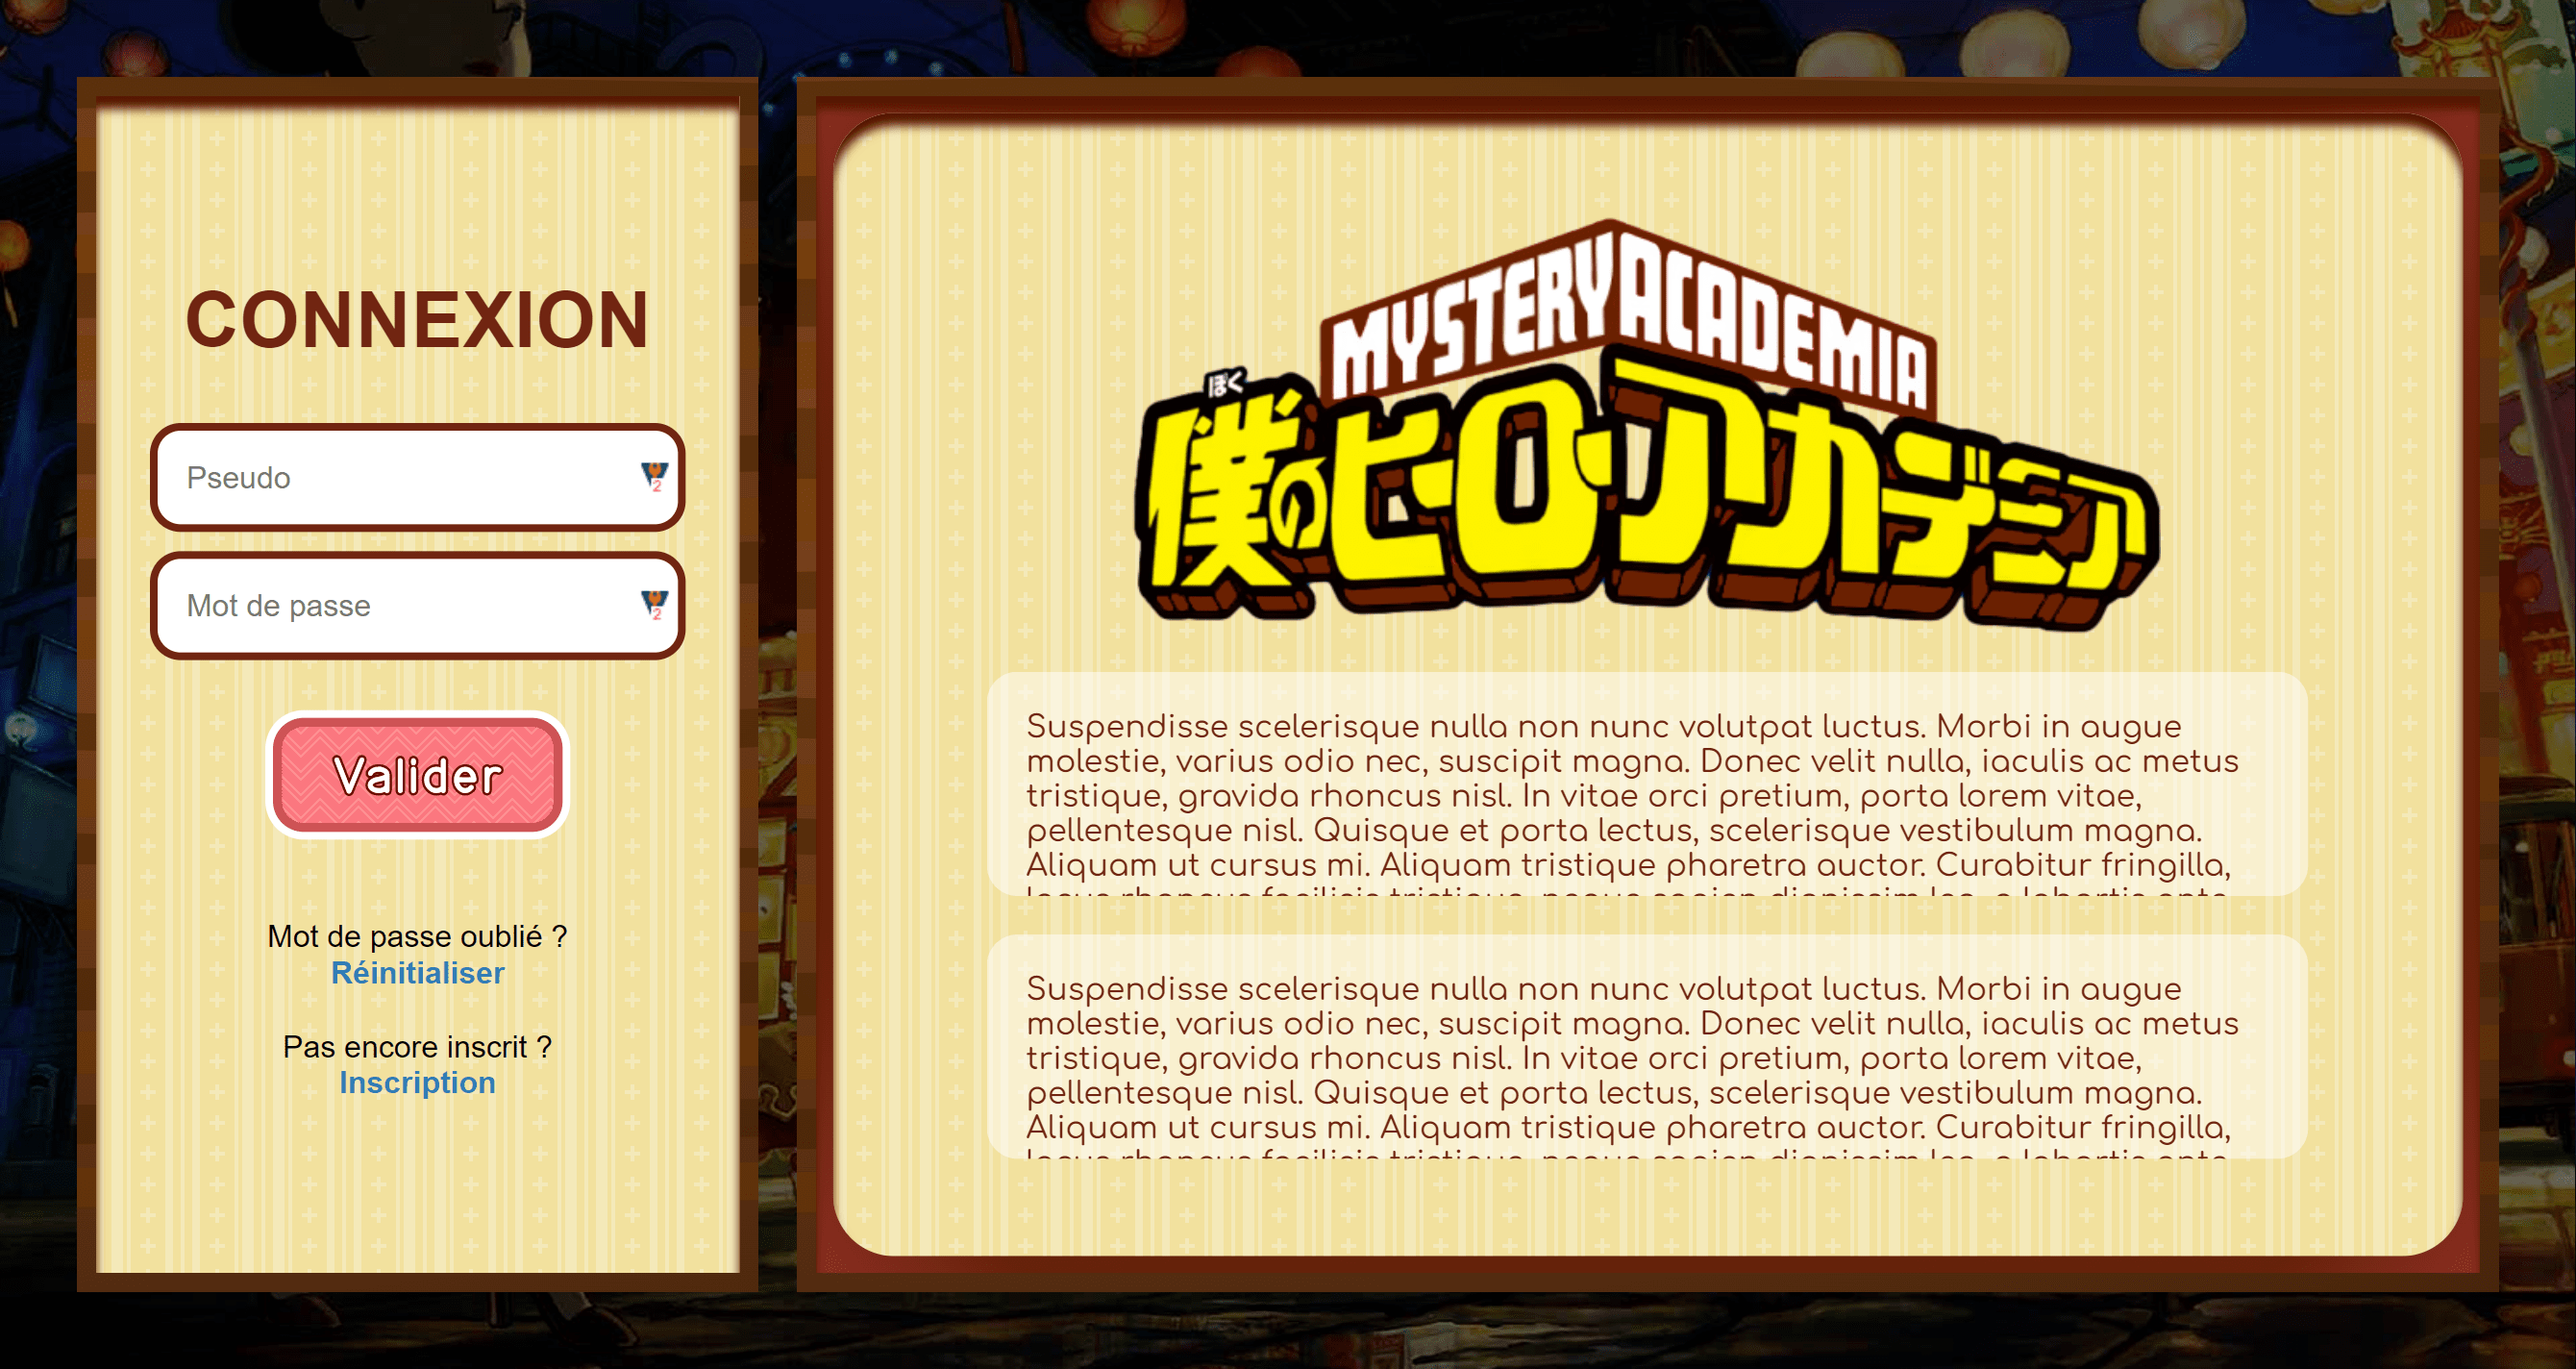 CONNEXION
Pseudo
2
Mot de passe
2
Valider
Mot de passe oublié ?
Réinitialiser
Pas encore inscrit ?
Inscription
MYSTERY ACADEMIA
ぼく
僕のヒーローアカデミア
Suspendisse scelerisque nulla non nunc volutpat luctus. Morbi in augue
molestie, varius odio nec, suscipit magna. Donec velit nulla, iaculis ac metus
tristique, gravida rhoncus nisl. In vitae orci pretium, porta lorem vitae,
pellentesque nisl. Quisque et porta lectus, scelerisque vestibulum magna.
Aliquam ut cursus mi. Aliquam tristique pharetra auctor. Curabitur fringilla,
Suspendisse scelerisque nulla non nunc volutpat luctus. Morbi in augue
molestie, varius odio nec, suscipit magna. Donec velit nulla, iaculis ac metus
tristique, gravida rhoncus nisl. In vitae orci pretium, porta lorem vitae,
pellentesque nisl. Quisque et porta lectus, scelerisque vestibulum magna.
Aliquam ut cursus mi. Aliquam tristique pharetra auctor. Curabitur fringilla,